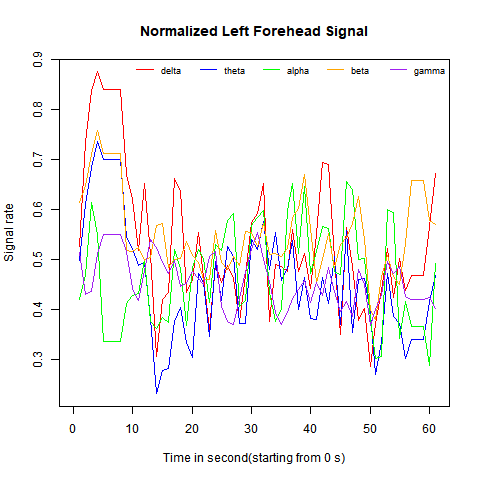 Normalized Left Forehead Signal
delta theta alpha beta gamma
Signal rate
0.9
0.8
0.7
0.6
0.5
0.4
0.3
0 10 20 30 40 50 60
Time in second(starting from 0 s)